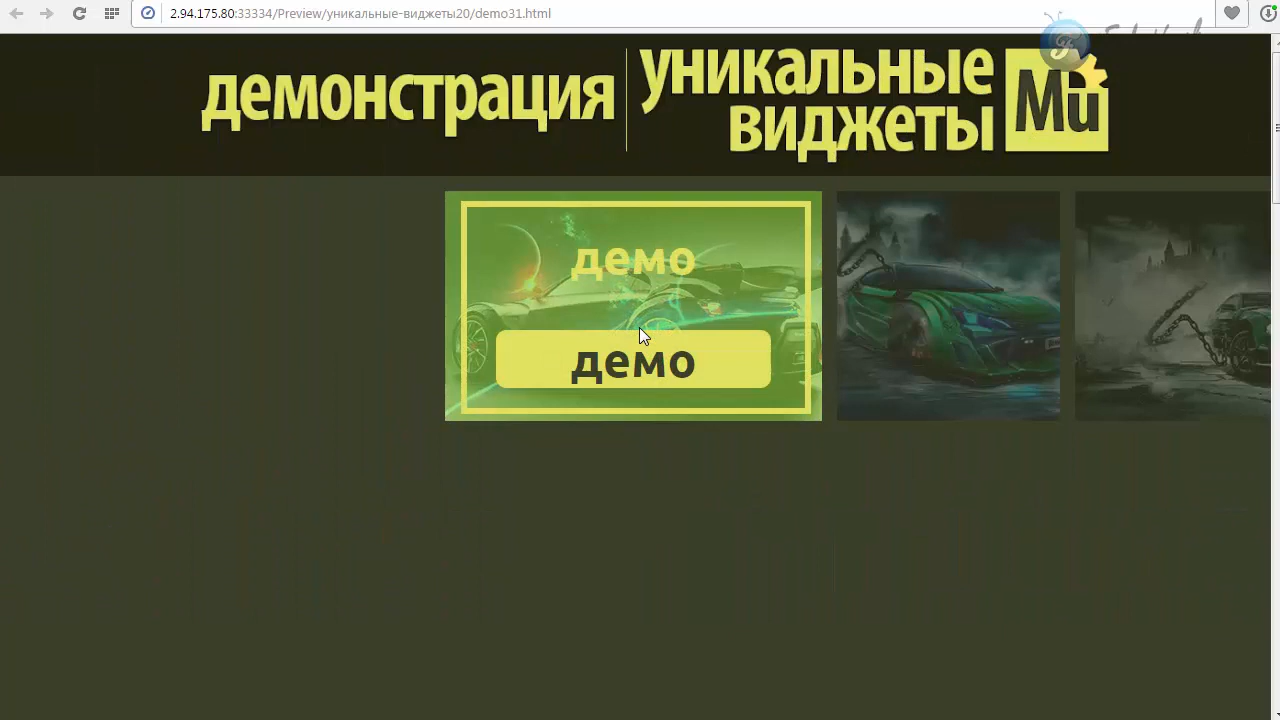 2.94.175.80:33334/Preview/уникальные-виджеты20/demo31.html
демонстрация
уникальные
виджеты
Mu
демо
демо